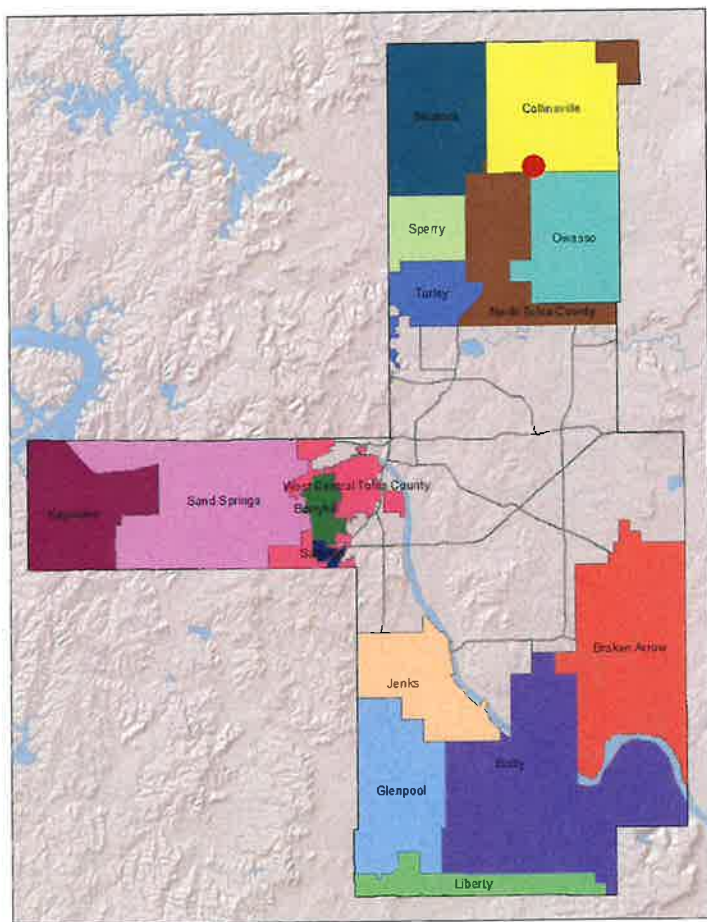 Collinsville
Skiatook
Sperry
Owasso
Turley
North Tulsa County
West Central Tulsa County
Sand Springs
Keystone
Berryhill
Broken Arrow
Jenks
Bixby
Glenpool
Liberty